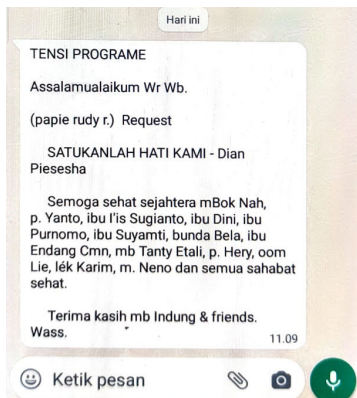 Hari ini
TENSI PROGRAME
Assalamualaikum Wr Wb.
(papie rudy r.) Request
SATUKANLAH HATI KAMI - Dian
Piesesha
Semoga sehat sejahtera mBok Nah,
p. Yanto, ibu I'is Sugianto, ibu Dini, ibu
Purnomo, ibu Suyamti, bunda Bela, ibu
Endang Cmn, mb Tanty Etali, p. Hery, oom
Lie, lék Karim, m. Neno dan semua sahabat
sehat.
Terima kasih mb Indung & friends.
Wass.
11.09
Ketik pesan